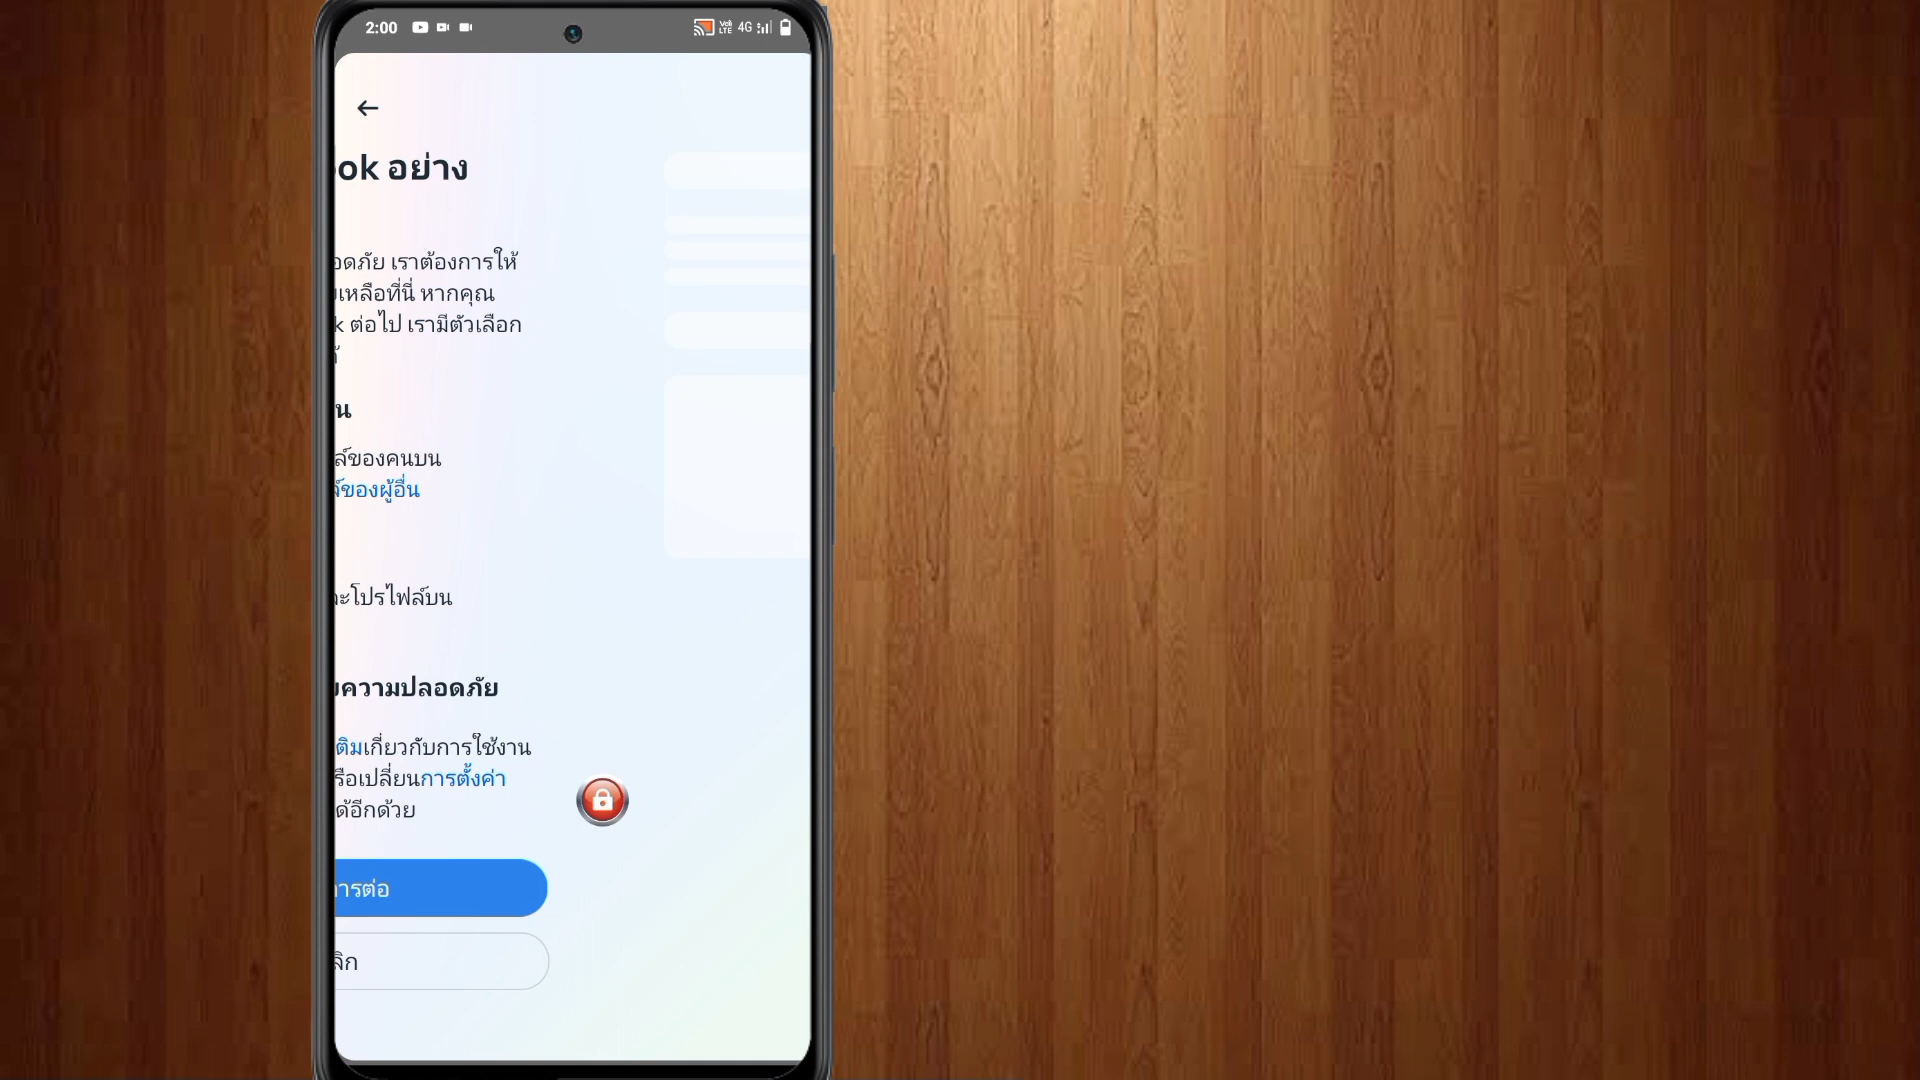 2:00
4G
ok อย่าง
อดภัย เราต้องการให้
เหลือที่นี่ หากคุณ
k ต่อไป เรามีตัวเลือก
น
ล์ของคนบน
ล์ของผู้อื่น
ะโปรไฟล์บน
ความปลอดภัย
ติมเกี่ยวกับการใช้งาน
รือเปลี่ยนการตั้งค่า
ด้อีกด้วย
ารต่อ
ลิก